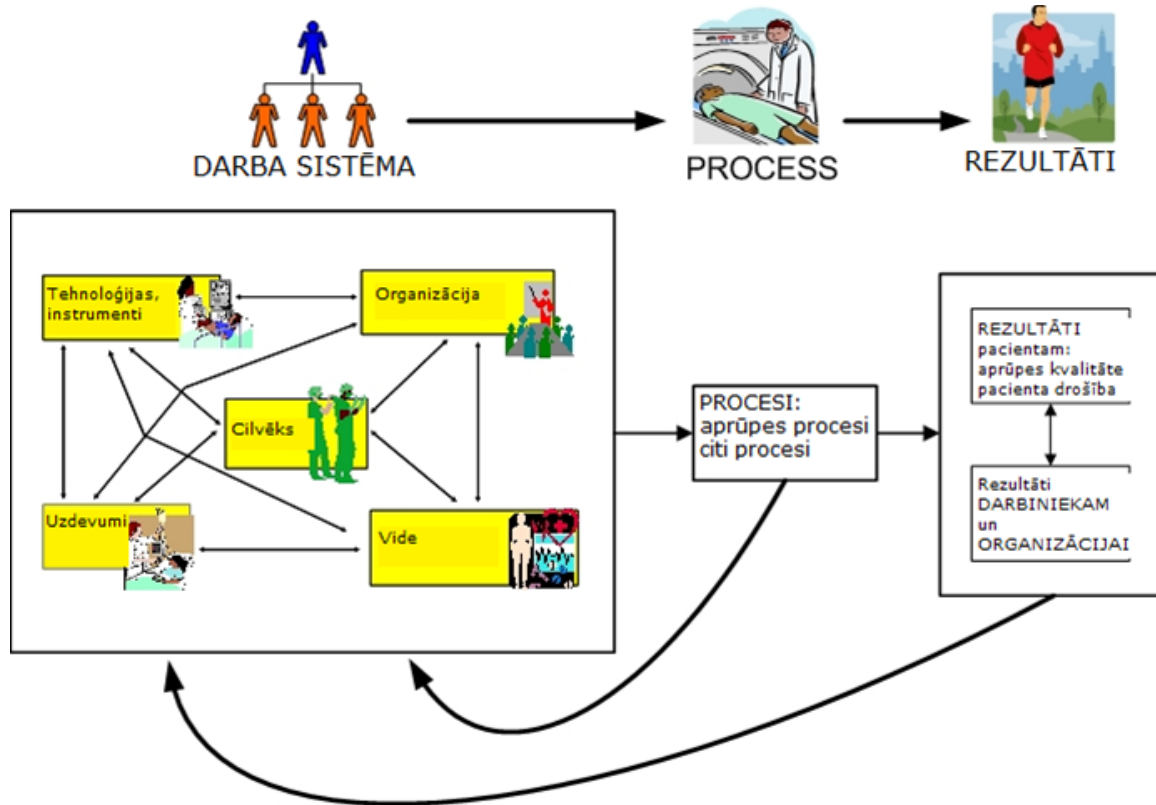 DARBA SISTĒMA
PROCESS
REZULTĀTI
Tehnoloģijas,
instrumenti
Organizācija
Cilvēks
Uzdevumi
Vide
PROCESI:
aprūpes procesi
citi procesi
REZULTĀTI
pacientam:
aprūpes kvalitāte
pacienta drošība
Rezultāti
DARBINIEKAM
un
ORGANIZĀCIJAI